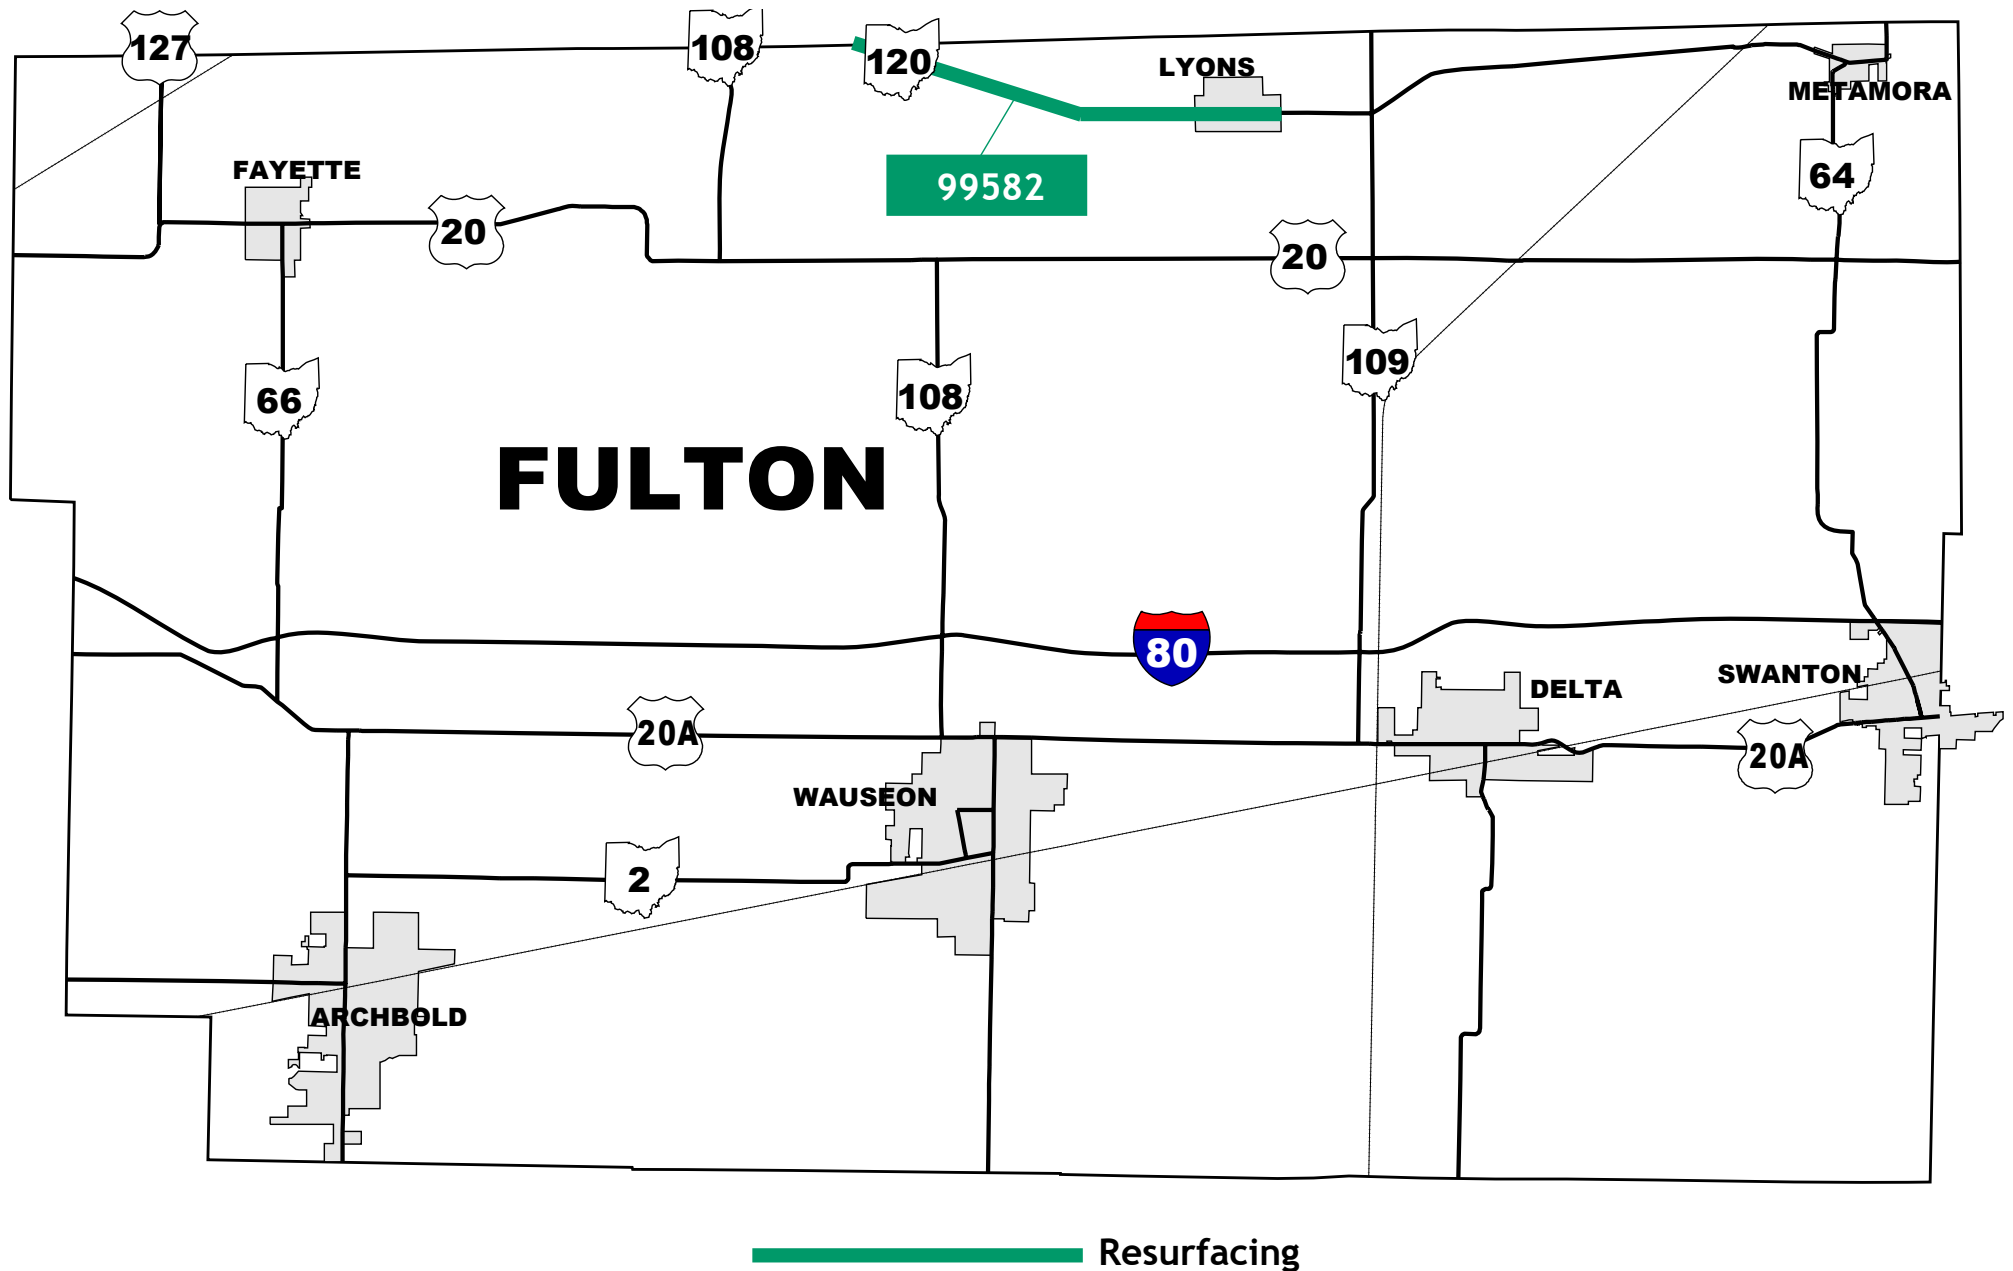 127
108
120
LYONS
METAMORA
FAYETTE
99582
64
20
20
109
66
108
FULTON
80
SWANTON
DELTA
20A
20A
WAUSEON
2
ARCHBOLD
Resurfacing